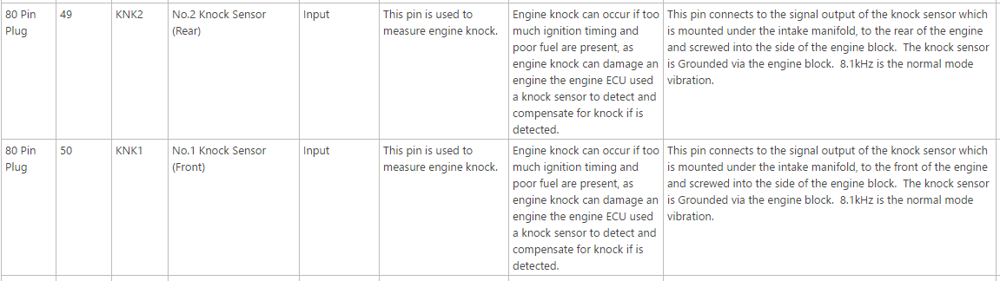 80 Pin
Plug
49
KNK2
No.2 Knock Sensor
(Rear)
Input
This pin is used to
measure engine knock.
Engine knock can occur if too
much ignition timing and
poor fuel are present, as
engine knock can damage an
engine the engine ECU used
a knock sensor to detect and
compensate for knock if is
detected.
This pin connects to the signal output of the knock sensor which
is mounted under the intake manifold, to the rear of the engine
and screwed into the side of the engine block.  The knock sensor
is Grounded via the engine block.  8.1kHz is the normal mode
vibration.
80 Pin
Plug
50
KNK1
No.1 Knock Sensor
(Front)
Input
This pin is used to
measure engine knock.
Engine knock can occur if too
much ignition timing and
poor fuel are present, as
engine knock can damage an
engine the engine ECU used
a knock sensor to detect and
compensate for knock if is
detected.
This pin connects to the signal output of the knock sensor which
is mounted under the intake manifold, to the front of the engine
and screwed into the side of the engine block.  The knock sensor
is Grounded via the engine block.  8.1kHz is the normal mode
vibration.